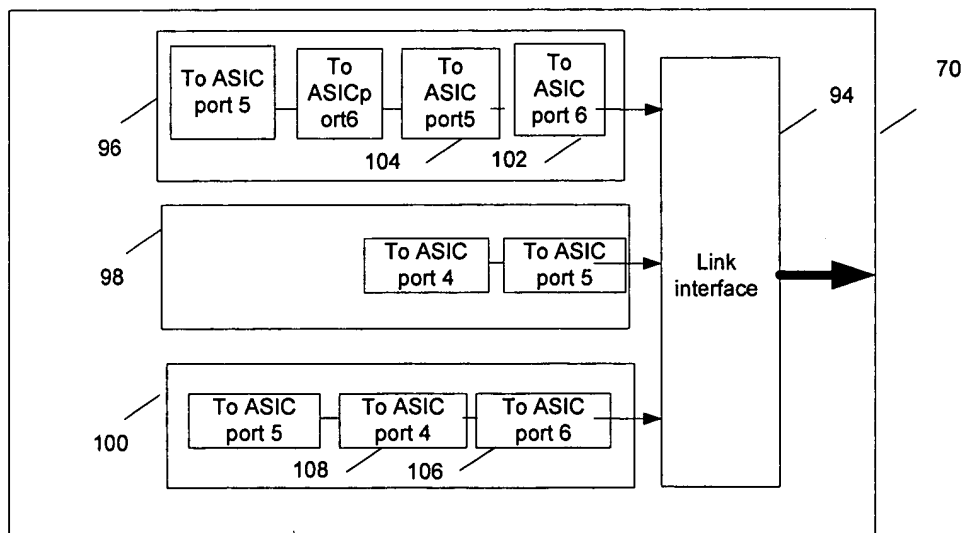 To ASIC
port 5
To
ASICp
ort6
To
ASIC
port5
To
ASIC
port 6
96
104
102
94
70
98
To ASIC
port 4
To ASIC
port 5
Link
interface
100
To ASIC
port 5
To ASIC
port 4
To ASIC
port 6
108
106